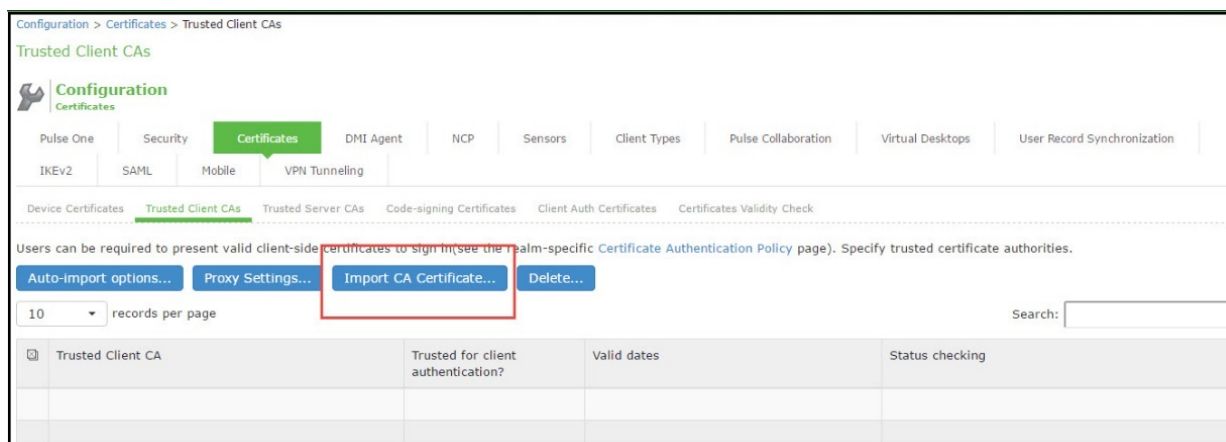 Configuration > Certificates > Trusted Client CAs
Trusted Client CAs
Configuration
Certificates
Pulse One Security Certificates DMI Agent NCP Sensors Client Types Pulse Collaboration Virtual Desktops User Record Synchronization
IKEv2 SAML Mobile VPN Tunneling
Device Certificates Trusted Client CAs Trusted Server CAs Code-signing Certificates Client Auth Certificates Certificates Validity Check
Users can be required to present valid client-side certificates to sign in(see the realm-specific Certificate Authentication Policy page). Specify trusted certificate authorities.
Auto-import options... Proxy Settings... Import CA Certificate... Delete...
10 records per page Search:
Trusted Client CA Trusted for client Valid dates Status checking
authentication?